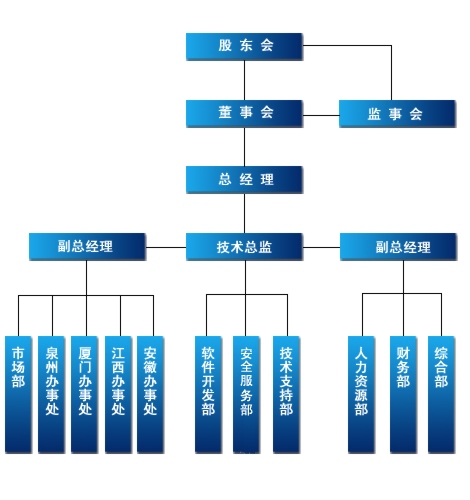 股东会
董事会
监事会
总经理
副总经理
技术总监
副总经理
市场部
泉州办事处
厦门办事处
江西办事处
安徽办事处
软件开发部
安全服务部
技术支持部
人力资源部
财务部
综合部